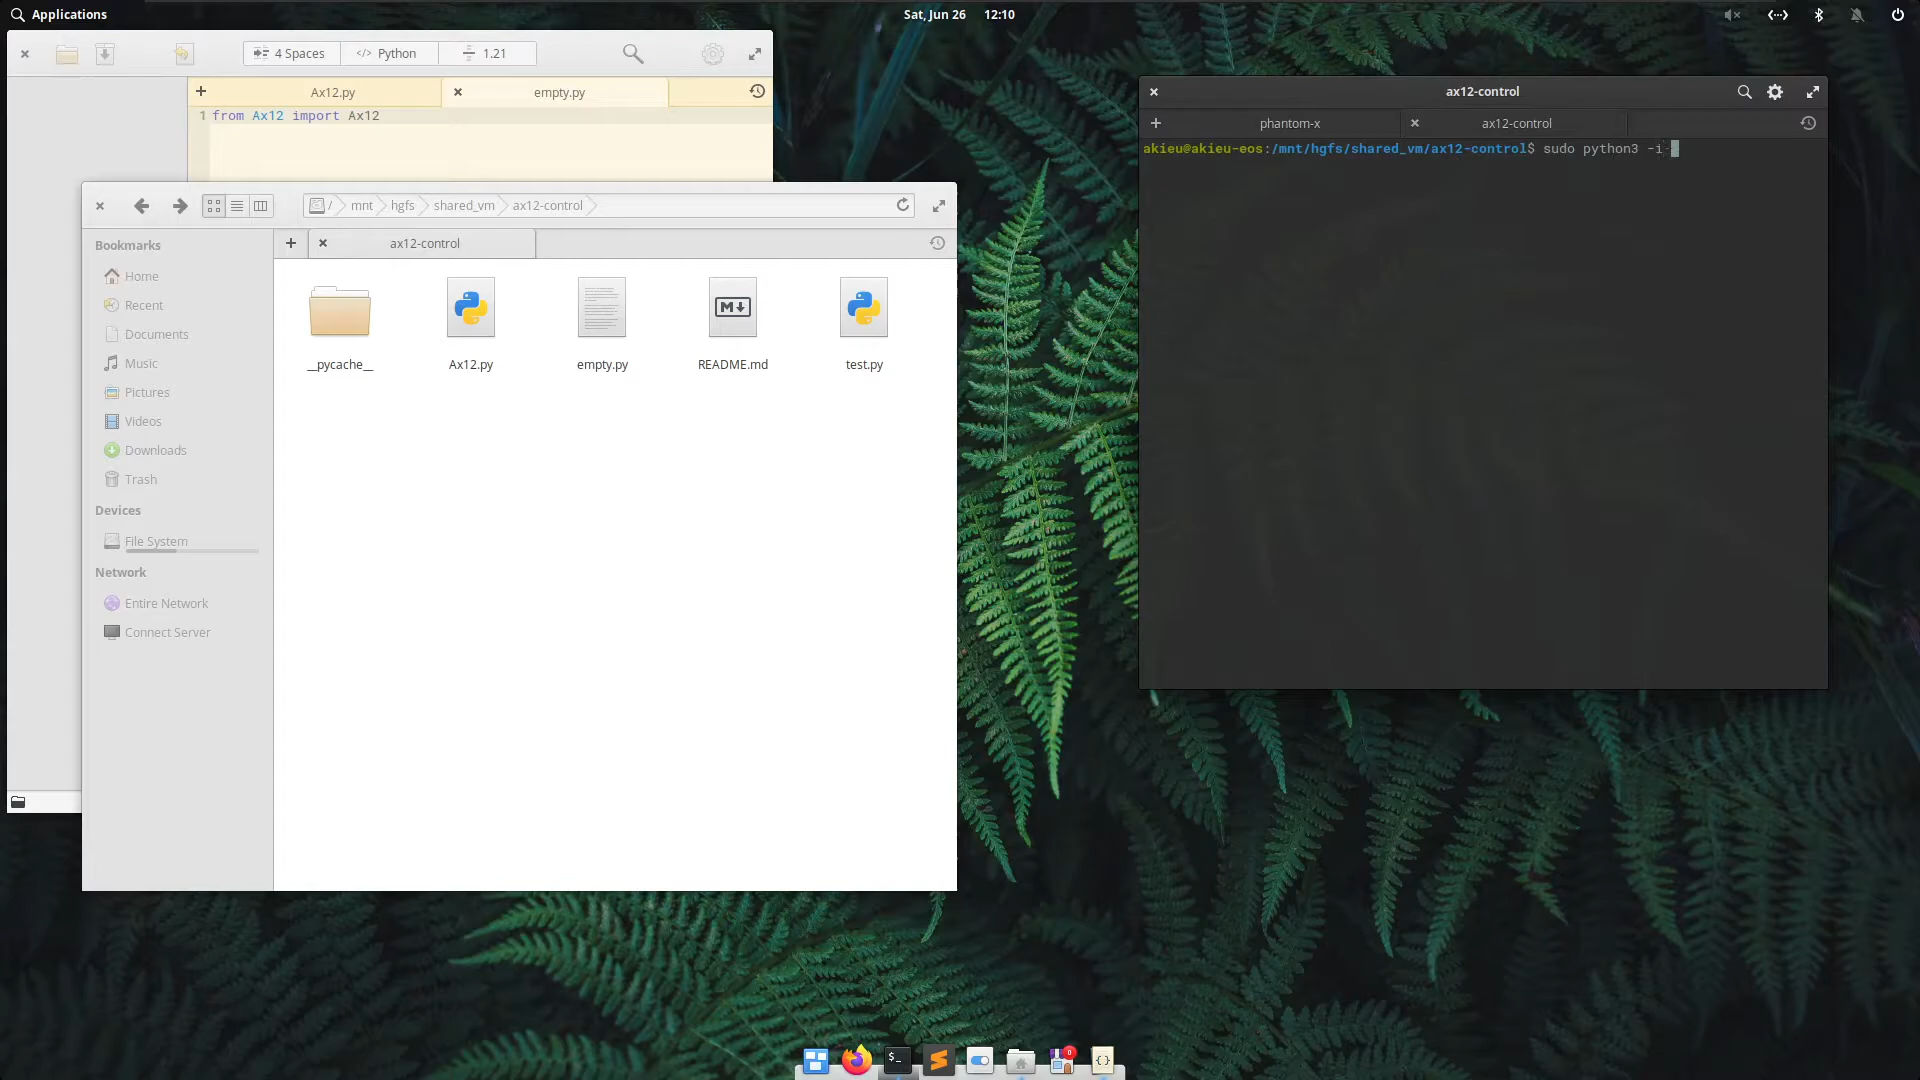 Applications
Sat, Jun 26 12:10
4 Spaces
</> Python
1.21
Ax12.py
empty.py
1 from Ax12 import Ax12
/ mnt hgfs shared_vm ax12-control
ax12-control
Bookmarks
Home
Recent
Documents
Music
Pictures
Videos
Downloads
Trash
Devices
File System
Network
Entire Network
Connect Server
__pycache__
Ax12.py
empty.py
M
README.md
test.py
ax12-control
phantom-x
ax12-control
akieu@akieu-eos:/mnt/hgfs/shared_vm/ax12-control$ sudo python3 -i
$_
0
{}